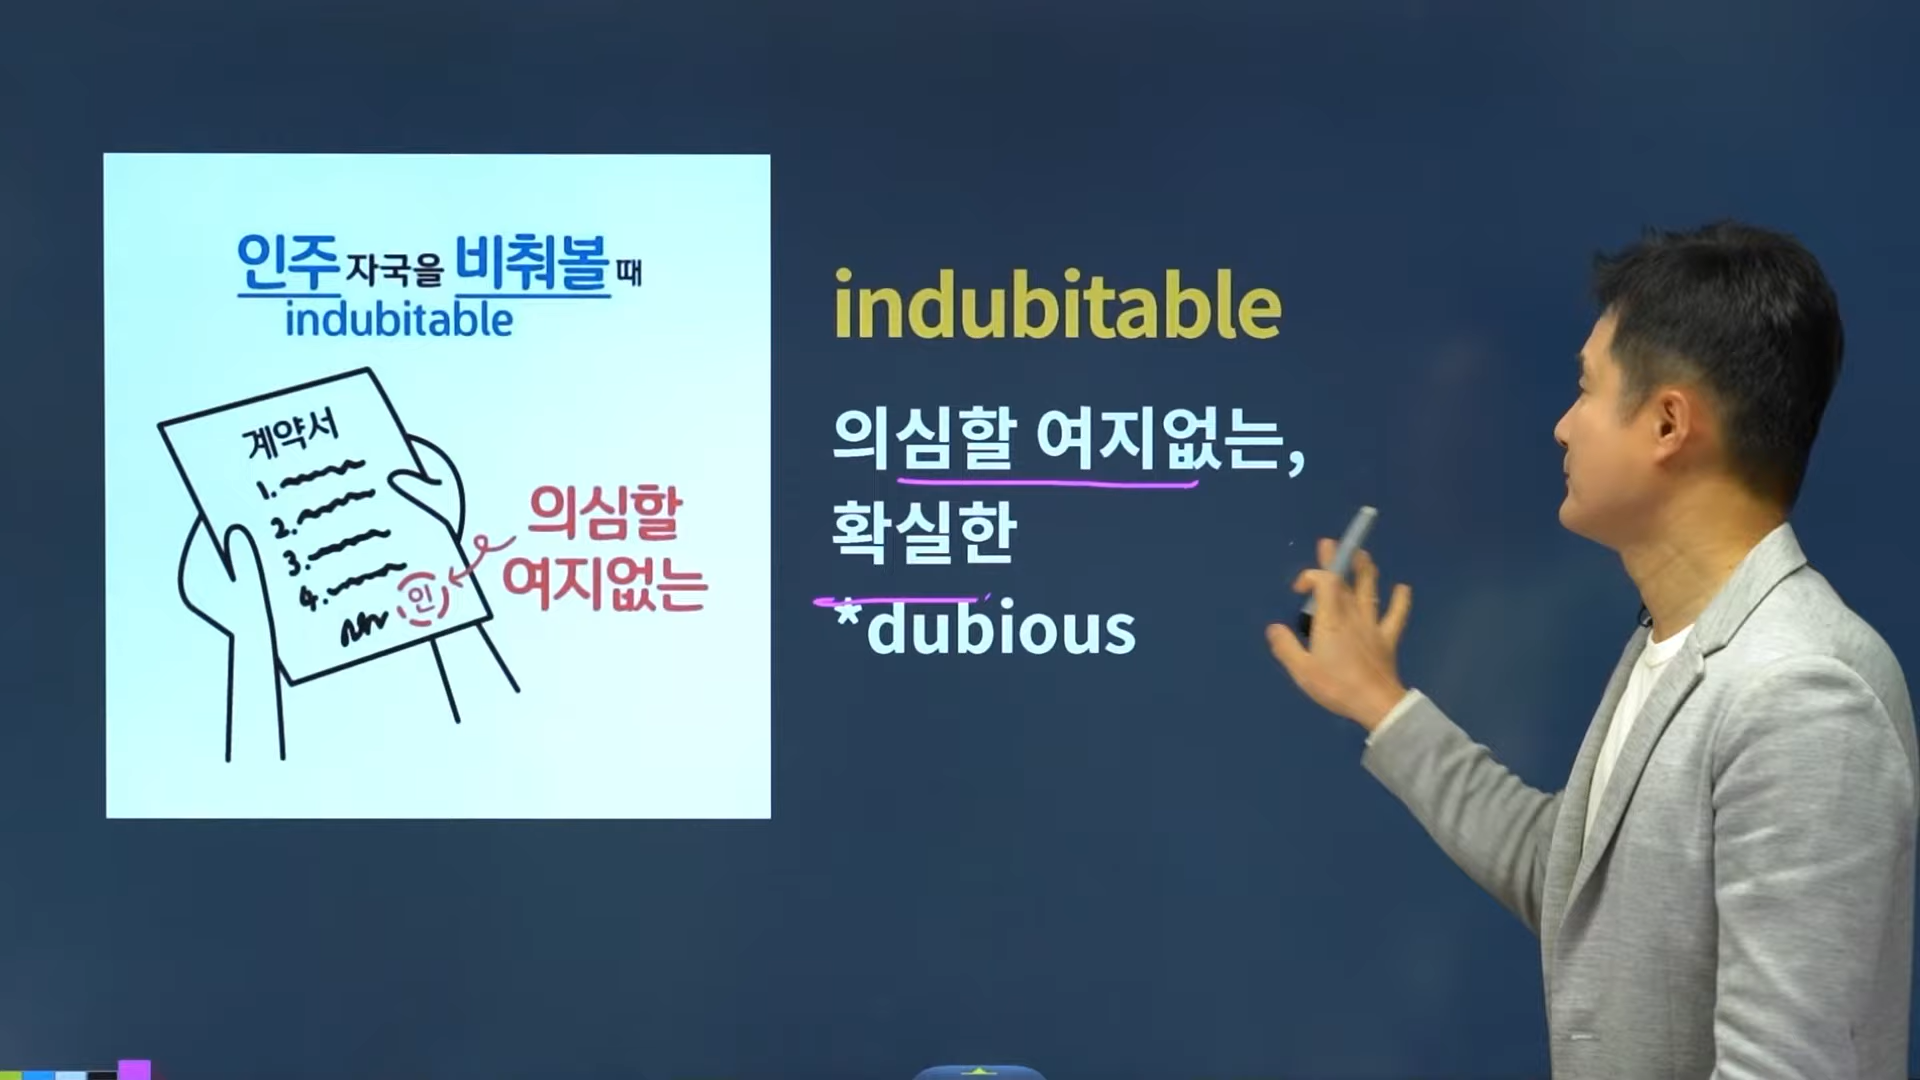 인주 자국을 비춰볼 때
indubitable
계약서
1.
2.
3.
4.
인
의심할
여지없는
indubitable
의심할 여지없는,
확실한
*dubious